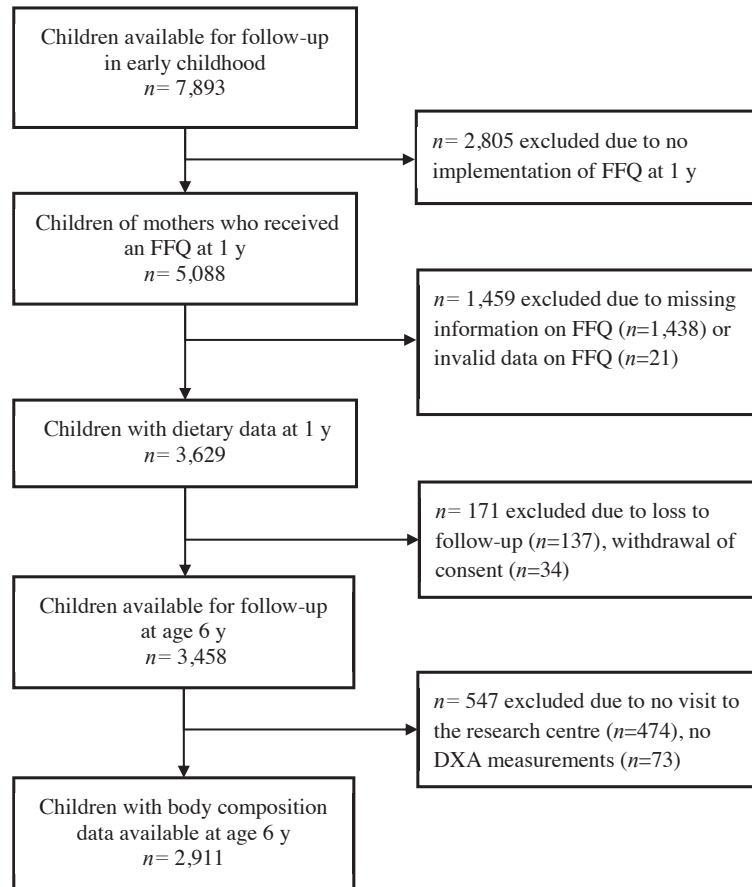 Children available for follow-up
in early childhood
n= 7,893
n= 2,805 excluded due to no
implementation of FFQ at 1 y
Children of mothers who received
an FFQ at 1 y
n= 5,088
n= 1,459 excluded due to missing
information on FFQ (n=1,438) or
invalid data on FFQ (n=21)
Children with dietary data at 1 y
n= 3,629
n= 171 excluded due to loss to
follow-up (n=137), withdrawal of
consent (n=34)
Children available for follow-up
at age 6 y
n= 3,458
n= 547 excluded due to no visit to
the research centre (n=474), no
DXA measurements (n=73)
Children with body composition
data available at age 6 y
n= 2,911